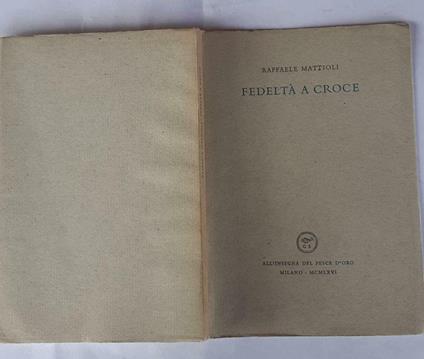 RAFFAELE MATTIOLI
FEDELTÀ A CROCE
ALL'INSEGNA DEL PESCE D'ORO
MILANO - MCMLXVI